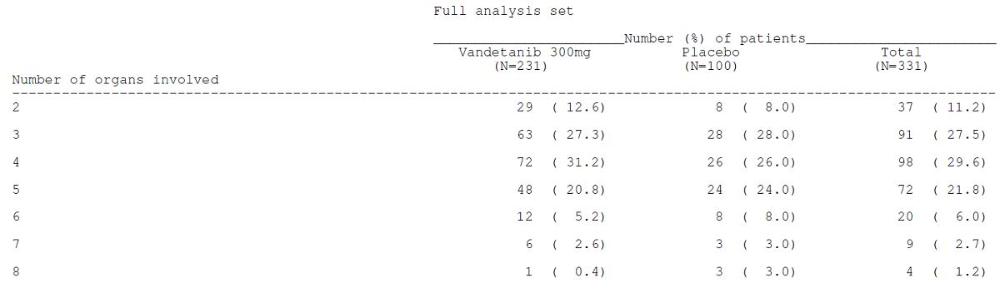 Full analysis set
Number (%) of patients
Vandetanib 300mg Placebo Total
(N=231) (N=100) (N=331)
Number of organs involved
2 29 ( 12.6) 8 ( 8.0) 37 ( 11.2)
3 63 ( 27.3) 28 ( 28.0) 91 ( 27.5)
4 72 ( 31.2) 26 ( 26.0) 98 ( 29.6)
5 48 ( 20.8) 24 ( 24.0) 72 ( 21.8)
6 12 ( 5.2) 8 ( 8.0) 20 ( 6.0)
7 6 ( 2.6) 3 ( 3.0) 9 ( 2.7)
8 1 ( 0.4) 3 ( 3.0) 4 ( 1.2)